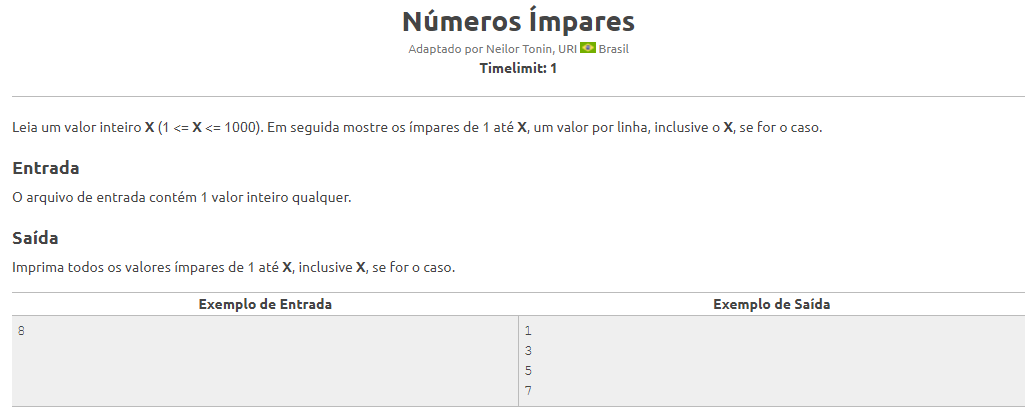 Números Ímpares
Adaptado por Neilor Tonin, URI Brasil
Timelimit: 1
Leia um valor inteiro X (1 <= X <= 1000). Em seguida mostre os ímpares de 1 até X, um valor por linha, inclusive o X, se for o caso.
Entrada
O arquivo de entrada contém 1 valor inteiro qualquer.
Saída
Imprima todos os valores ímpares de 1 até X, inclusive X, se for o caso.
Exemplo de Entrada Exemplo de Saída
8 1
3
5
7